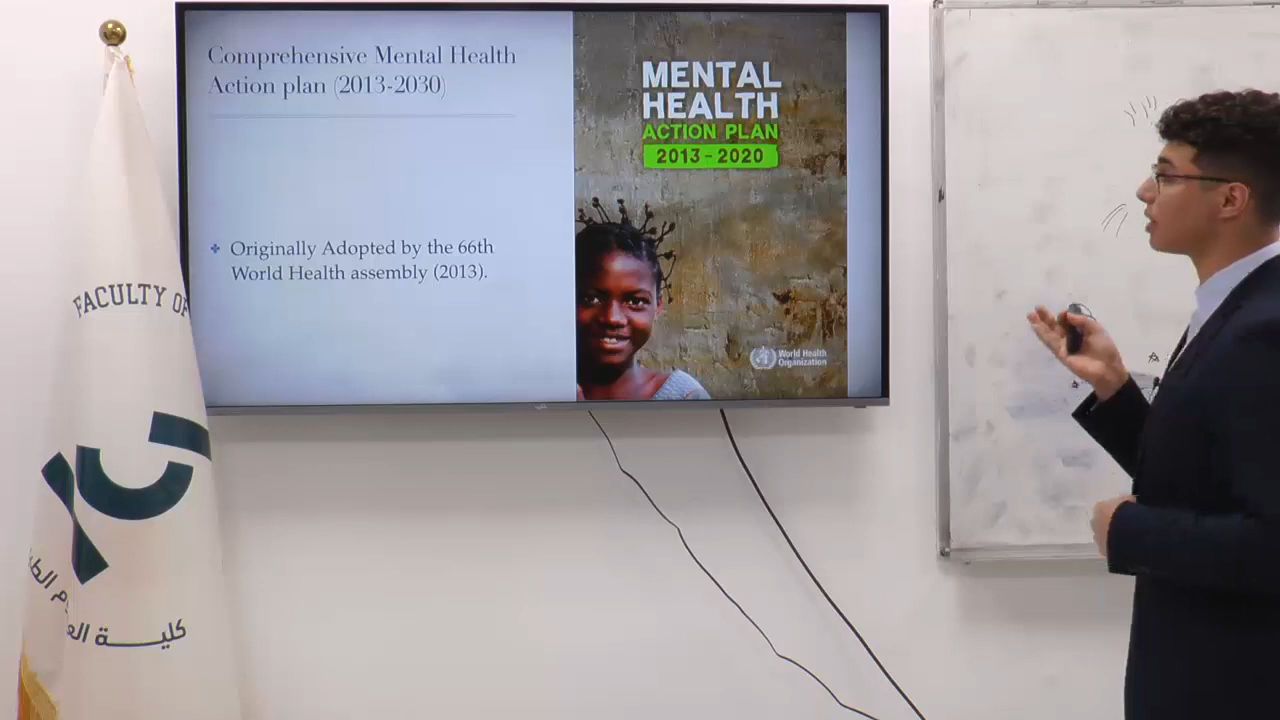 Comprehensive Mental Health
Action plan (2013-2030)
❖ Originally Adopted by the 66th
World Health assembly (2013).
MENTAL
HEALTH
ACTION PLAN
2013 - 2020
World Health
Organization
FACULTY OF
كليـــة